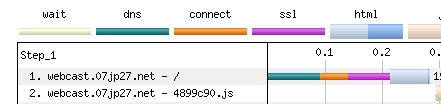 wait dns connect ssl html
Step_1 0.1 0.2
1. webcast.07jp27.net - /
2. webcast.07jp27.net - 4899c90.js